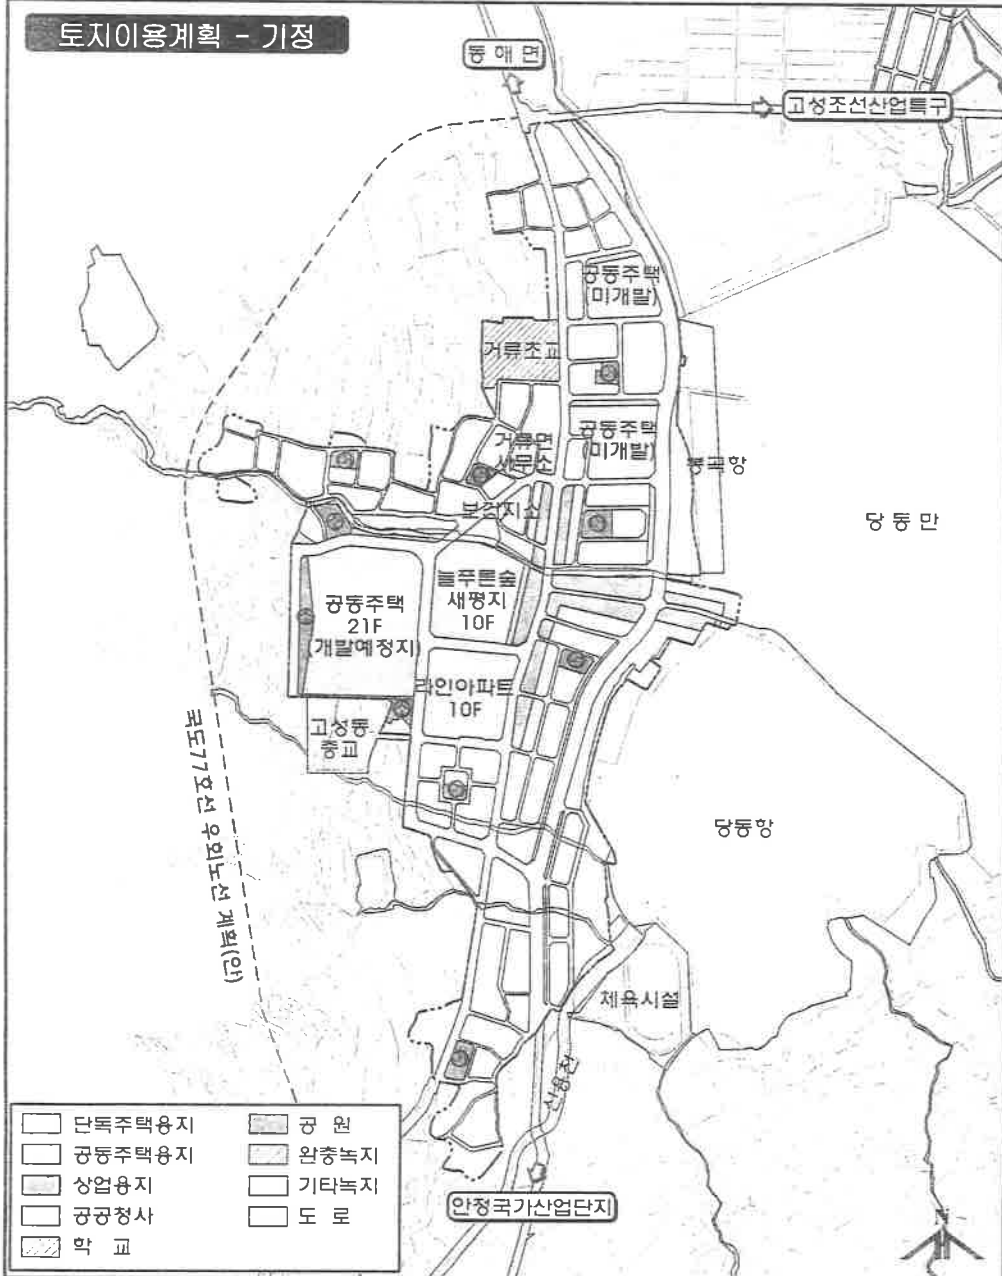 토지이용계획 - 기정
동 해 면
고성조선산업특구
공동주택
(미개발)
거류초교
공동주택
(미개발)
거류면
사무소
당동만
보건지소
공동주택
21F
(개발예정지)
늘푸른숲
새평지
10F
라인아파트
10F
고성동
중교
국도77호선 우회노선 계획(안)
당동항
체육시설
단독주택용지
공동주택용지
상업용지
공공청사
학 교
공 원
완충녹지
기타녹지
도 로
안정국가산업단지
N